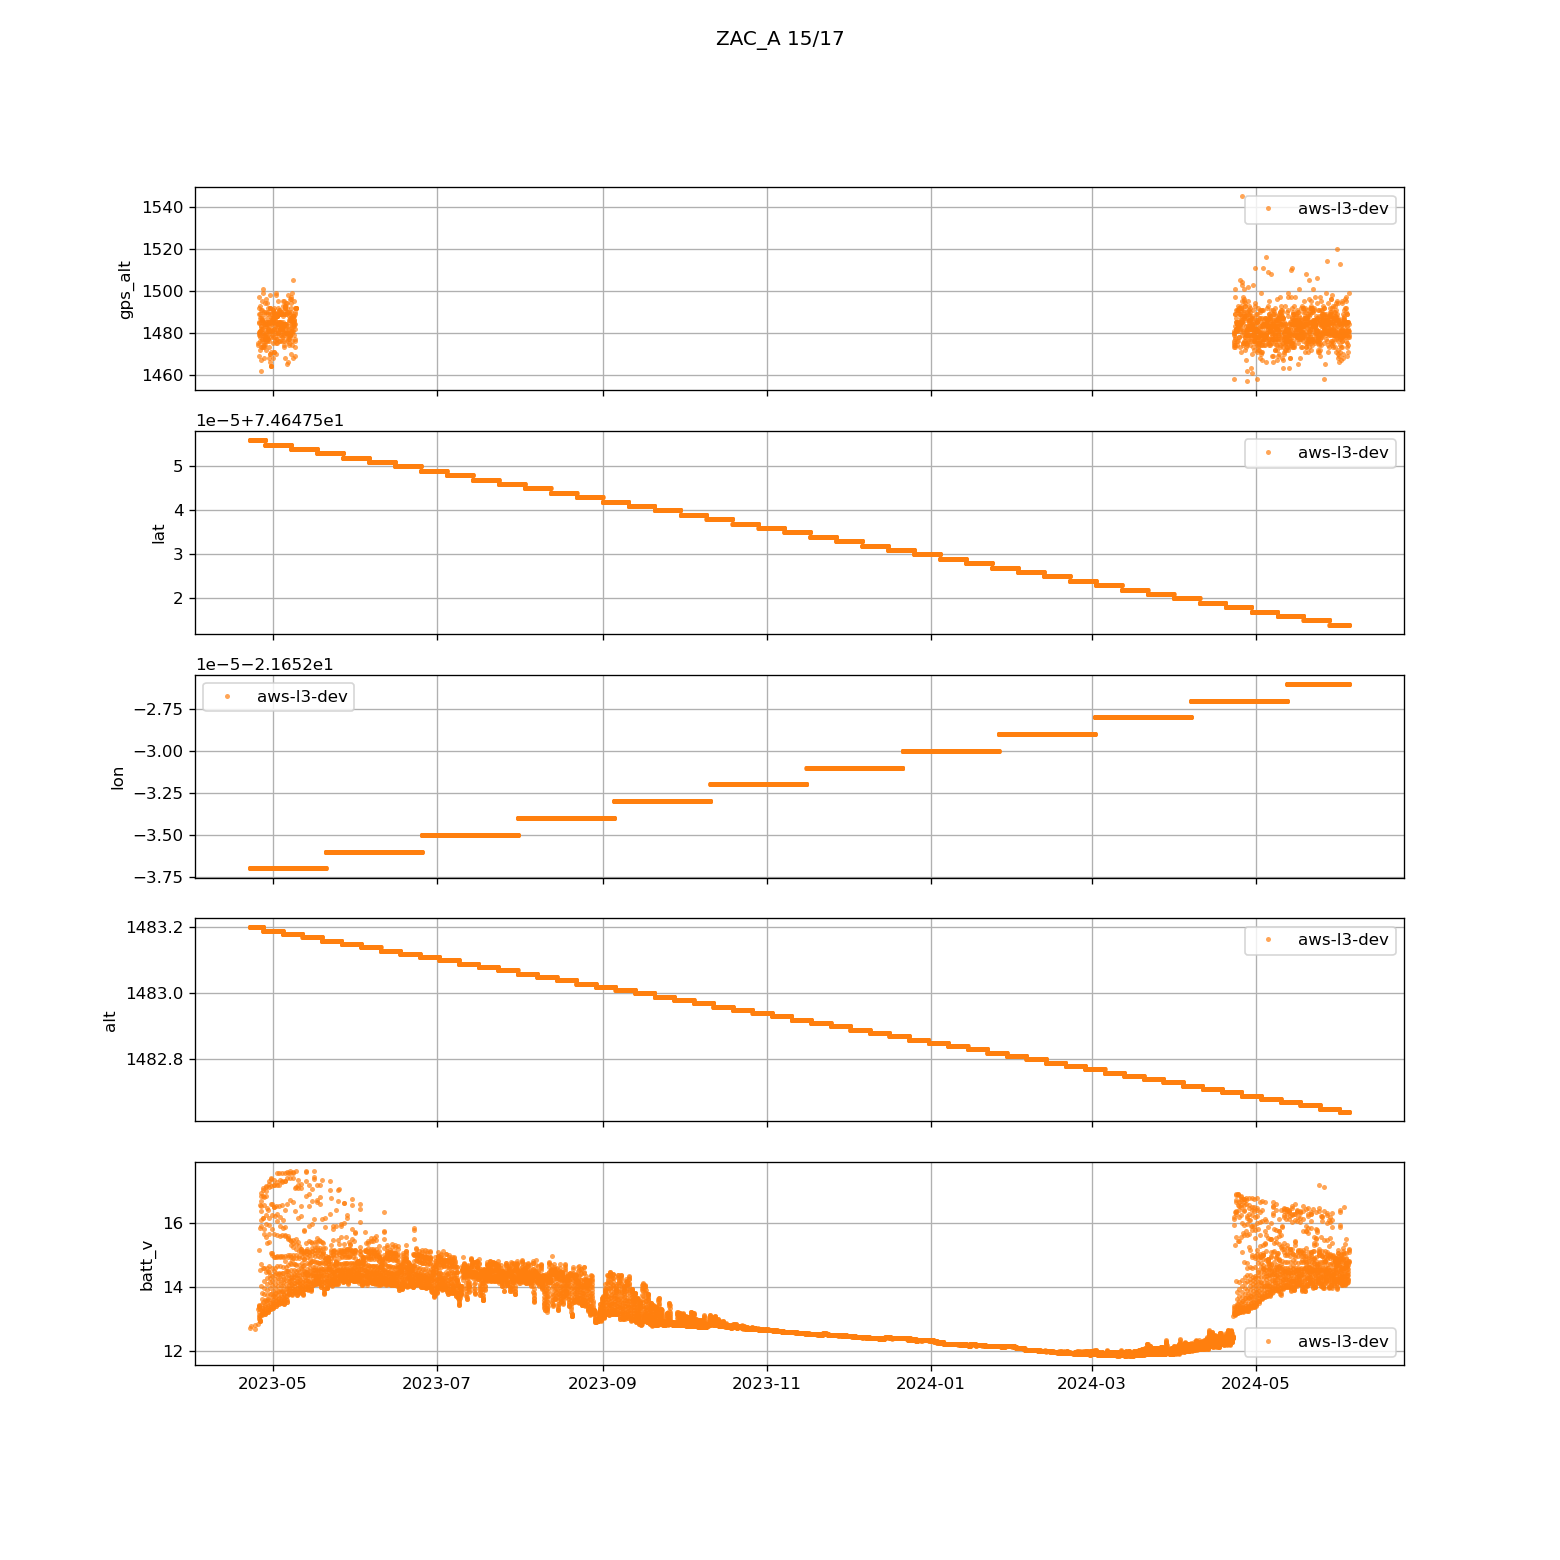 ZAC_A 15/17
1540
1520
1500
1480
1460
gps_alt
aws-l3-dev
1e−5+7.46475e1
5
4
3
2
lat
aws-l3-dev
1e−5−2.1652e1
−2.75
−3.00
−3.25
−3.50
−3.75
lon
aws-l3-dev
1483.2
1483.0
1482.8
alt
aws-l3-dev
16
14
12
batt_v
aws-l3-dev
2023-05
2023-07
2023-09
2023-11
2024-01
2024-03
2024-05